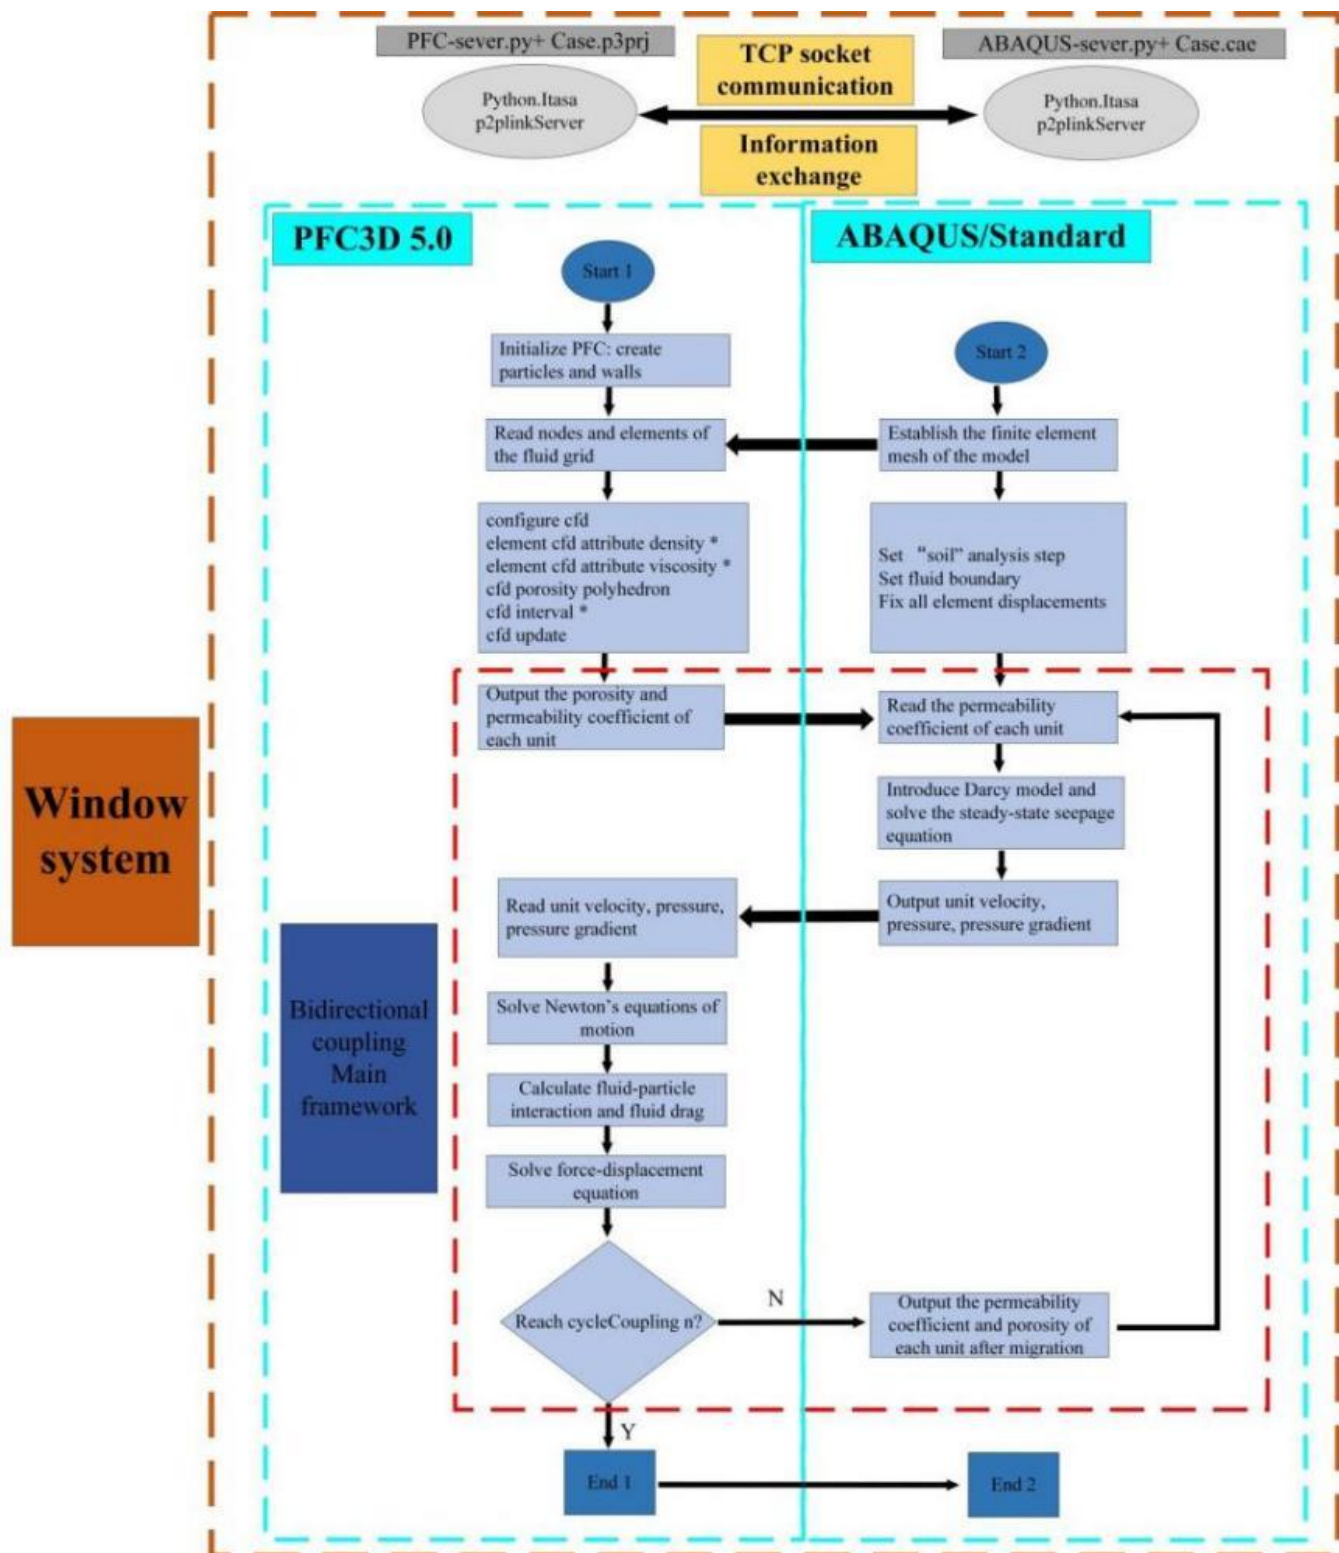 PFC-sever.py+ Case.p3prj
TCP socket
communication
ABAQUS-sever.py+ Case.cae
Python.Itasa
p2plinkServer
Python.Itasa
p2plinkServer
Information
exchange
PFC3D 5.0
ABAQUS/Standard
Start 1
Initialize PFC: create
particles and walls
Start 2
Read nodes and elements of
the fluid grid
Establish the finite element
mesh of the model
configure cfd
element cfd attribute density *
element cfd attribute viscosity *
cfd porosity polyhedron
cfd interval *
cfd update
Set “soil” analysis step
Set fluid boundary
Fix all element displacements
Output the porosity and
permeability coefficient of
each unit
Read the permeability
coefficient of each unit
Introduce Darcy model and
solve the steady-state seepage
equation
Window
system
Read unit velocity, pressure,
pressure gradient
Output unit velocity,
pressure, pressure gradient
Bidirectional
coupling
Main
framework
Solve Newton’s equations of
motion
Calculate fluid-particle
interaction and fluid drag
Solve force-displacement
equation
Reach cycleCoupling n?
N
Output the permeability
coefficient and porosity of
each unit after migration
Y
End 1
End 2